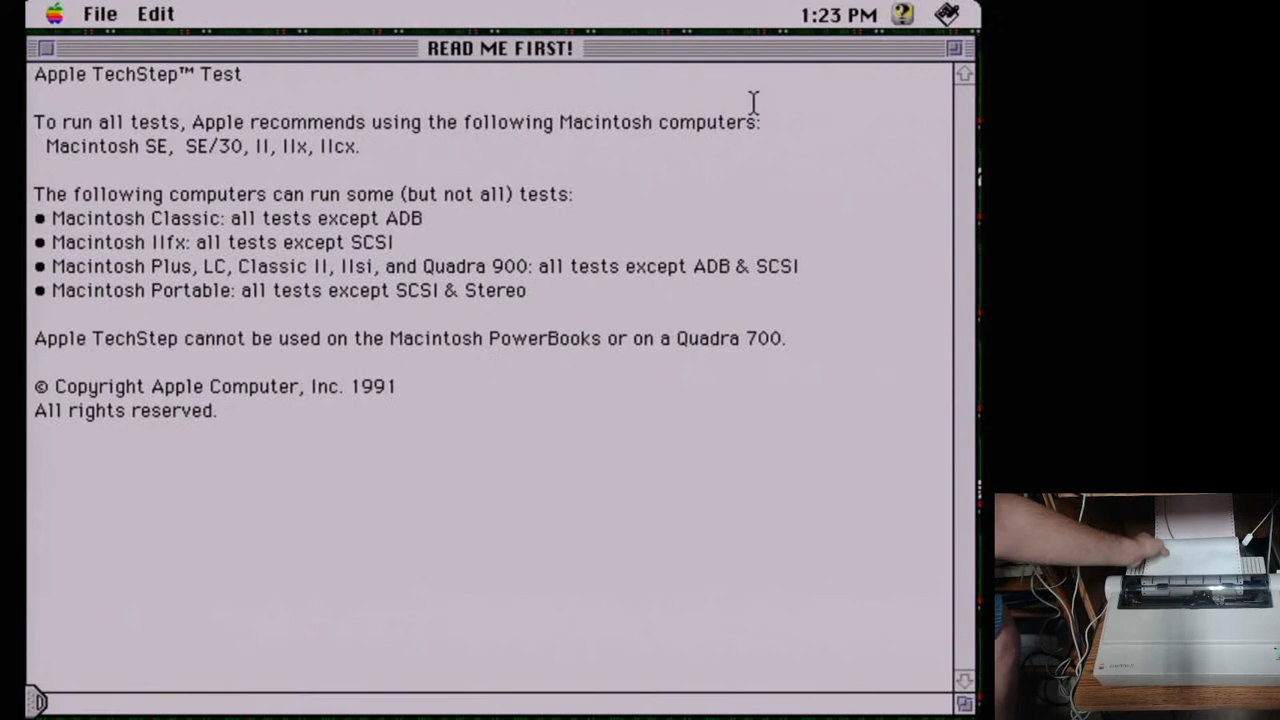 File Edit 1:23 PM
READ ME FIRST!
Apple TechStep™ Test
To run all tests, Apple recommends using the following Macintosh computers:
Macintosh SE, SE/30, II, IIx, IIcx.
The following computers can run some (but not all) tests:
● Macintosh Classic: all tests except ADB
● Macintosh IIfx: all tests except SCSI
● Macintosh Plus, LC, Classic II, IIsi, and Quadra 900: all tests except ADB & SCSI
● Macintosh Portable: all tests except SCSI & Stereo
Apple TechStep cannot be used on the Macintosh PowerBooks or on a Quadra 700.
© Copyright Apple Computer, Inc. 1991
All rights reserved.